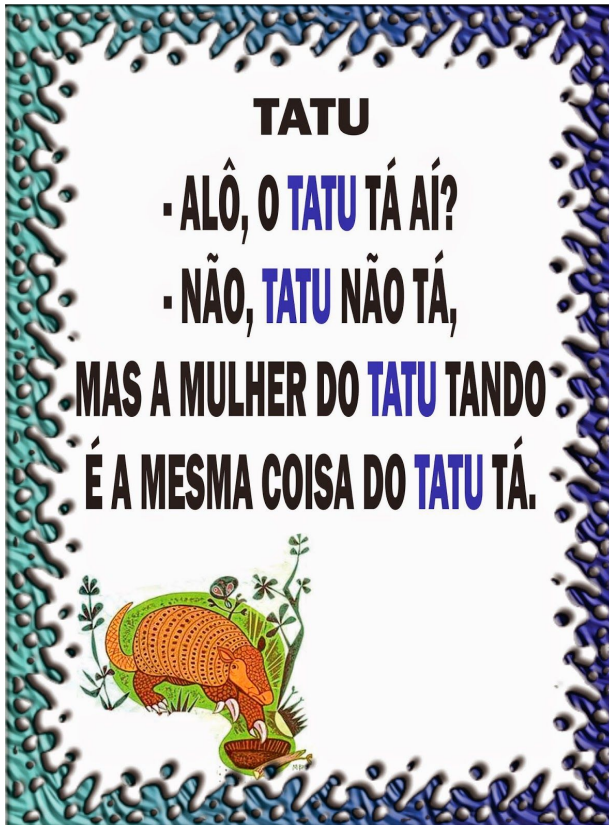 TATU
- ALÔ, O TATU TÁ AÍ?
- NÃO, TATU NÃO TÁ,
MAS A MULHER DO TATU TANDO
É A MESMA COISA DO TATU TÁ.